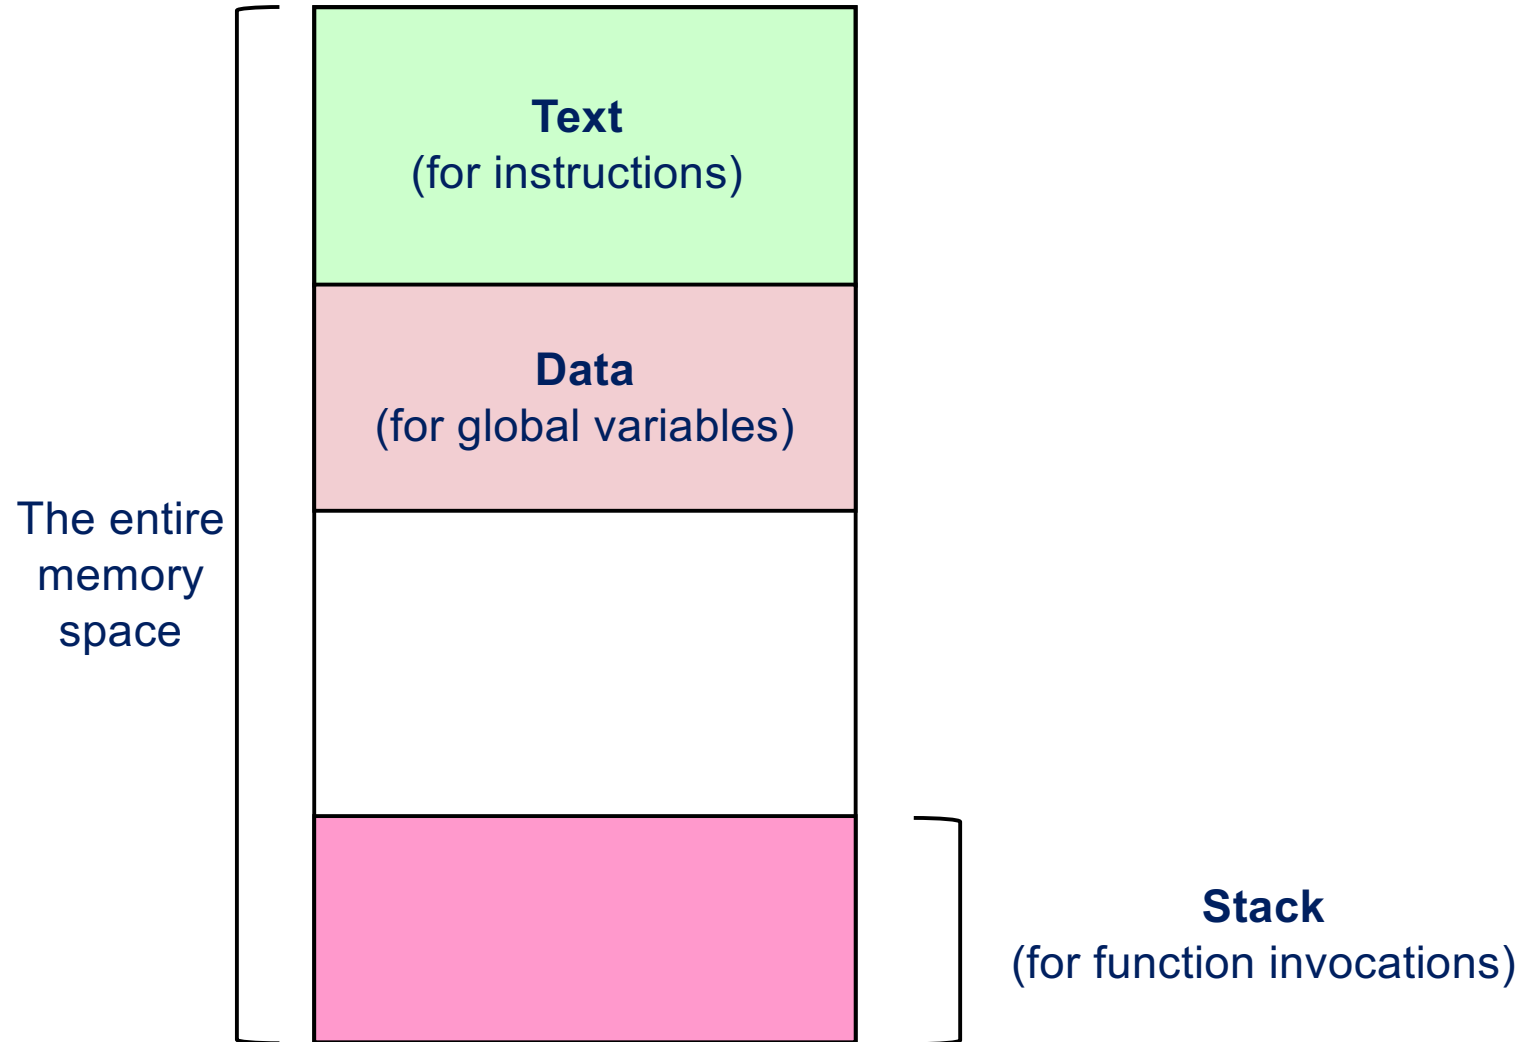 Text
(for instructions)
Data
(for global variables)
The entire
memory
space
Stack
(for function invocations)